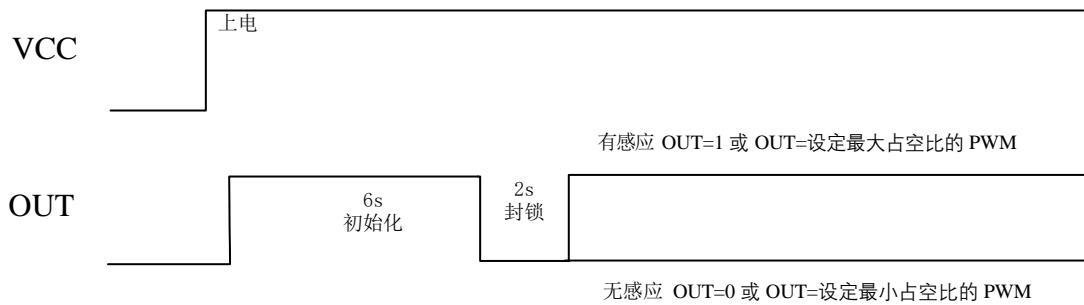 上电
VCC
有感应 OUT=1 或 OUT=设定最大占空比的 PWM
OUT
6s
初始化
2s
封锁
无感应 OUT=0 或 OUT=设定最小占空比的 PWM